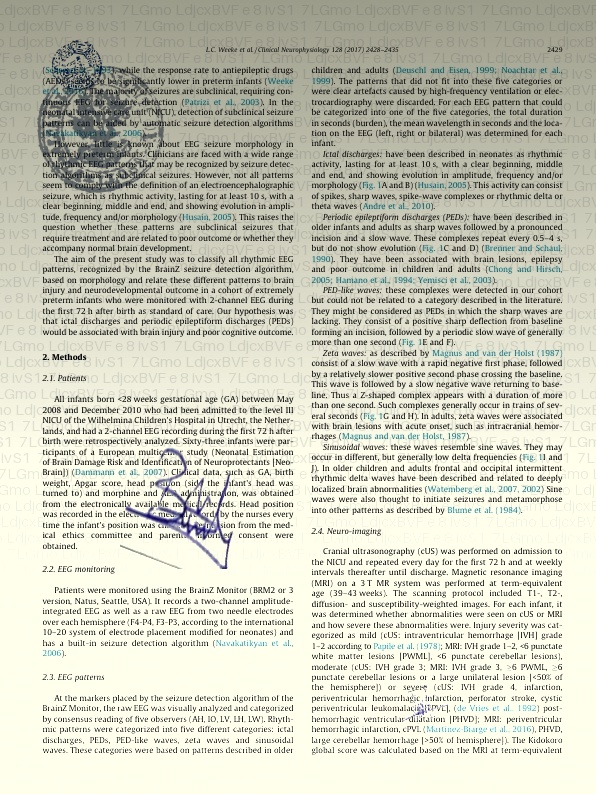 L.C. Weeke et al. / Clinical Neurophysiology 128 (2017) 2428–2435
2429
while the response rate to antiepileptic drugs
(AEDs) seems to be significantly lower in preterm infants (Weeke
The majority of seizures are subclinical, requiring con-
tinuous EEG for seizure detection (Patrizi et al., 2003). In the
neonatal intensive care unit (NICU), detection of subclinical seizure
patterns can be aided by automatic seizure detection algorithms
(Navakatikyan et al., 2006).
However, little is known about EEG seizure morphology in
extremely preterm infants. Clinicians are faced with a wide range
of rhythmic EEG patterns that may be recognized by seizure detec-
tion algorithms as subclinical seizures. However, not all patterns
seem to comply with the definition of an electroencephalographic
seizure, which is rhythmic activity, lasting for at least 10 s, with a
clear beginning, middle and end, and showing evolution in ampli-
tude, frequency and/or morphology (Husain, 2005). This raises the
question whether these patterns are subclinical seizures that
require treatment and are related to poor outcome or whether they
accompany normal brain development.
The aim of the present study was to classify all rhythmic EEG
patterns, recognized by the BrainZ seizure detection algorithm,
based on morphology and relate these different patterns to brain
injury and neurodevelopmental outcome in a cohort of extremely
preterm infants who were monitored with 2-channel EEG during
the first 72 h after birth as standard of care. Our hypothesis was
that ictal discharges and periodic epileptiform discharges (PEDs)
would be associated with brain injury and poor cognitive outcome.
2. Methods
2.1. Patients
All infants born <28 weeks gestational age (GA) between May
2008 and December 2010 who had been admitted to the level III
NICU of the Wilhelmina Children's Hospital in Utrecht, the Nether-
lands, and had a 2-channel EEG recording during the first 72 h after
birth were retrospectively analyzed. Sixty-three infants were par-
ticipants of a European multicenter study (Neonatal Estimation
of Brain Damage Risk and Identification of Neuroprotectants [Neo-
BRainD]) (Dammann et al., 2007). Clinical data, such as GA, birth
weight, Apgar score, head position (side the infant's head was
turned to) and morphine and administration, was obtained
from the electronically available medical records. Head position
was recorded in the electronic medical records by the nurses every
time the infant's position was changed. Permission from the med-
ical ethics committee and parental informed consent were
obtained.
2.2. EEG monitoring
Patients were monitored using the BrainZ Monitor (BRM2 or 3
version, Natus, Seattle, USA). It records a two-channel amplitude-
integrated EEG as well as a raw EEG from two needle electrodes
over each hemisphere (F4-P4, F3-P3, according to the international
10–20 system of electrode placement modified for neonates) and
has a built-in seizure detection algorithm (Navakatikyan et al.,
2006).
2.3. EEG patterns
At the markers placed by the seizure detection algorithm of the
BrainZ Monitor, the raw EEG was visually analyzed and categorized
by consensus reading of five observers (AH, IO, LV, LH, LW). Rhyth-
mic patterns were categorized into five different categories: ictal
discharges, PEDs, PED-like waves, zeta waves and sinusoidal
waves. These categories were based on patterns described in older
children and adults (Deuschl and Eisen, 1999; Noachtar et al.,
1999). The patterns that did not fit into these five categories or
were clear artefacts caused by high-frequency ventilation or elec-
trocardiography were discarded. For each EEG pattern that could
be categorized into one of the five categories, the total duration
in seconds (burden), the mean wavelength in seconds and the loca-
tion on the EEG (left, right or bilateral) was determined for each
infant.
Ictal discharges: have been described in neonates as rhythmic
activity, lasting for at least 10 s, with a clear beginning, middle
and end, and showing evolution in amplitude, frequency and/or
morphology (Fig. 1A and B) (Husain, 2005). This activity can consist
of spikes, sharp waves, spike-wave complexes or rhythmic delta or
theta waves (Andre et al., 2010).
Periodic epileptiform discharges (PEDs): have been described in
older infants and adults as sharp waves followed by a pronounced
incision and a slow wave. These complexes repeat every 0.5–4 s,
but do not show evolution (Fig. 1C and D) (Brenner and Schaul,
1990). They have been associated with brain lesions, epilepsy
and poor outcome in children and adults (Chong and Hirsch,
2005; Hamano et al., 1994; Yemisci et al., 2003).
PED-like waves: these complexes were detected in our cohort
but could not be related to a category described in the literature.
They might be considered as PEDs in which the sharp waves are
lacking. They consist of a positive sharp deflection from baseline
forming an incision, followed by a periodic slow wave of generally
more than one second (Fig. 1E and F).
Zeta waves: as described by Magnus and van der Holst (1987)
consist of a slow wave with a rapid negative first phase, followed
by a relatively slower positive second phase crossing the baseline.
This wave is followed by a slow negative wave returning to base-
line. Thus a Z-shaped complex appears with a duration of more
than one second. Such complexes generally occur in trains of sev-
eral seconds (Fig. 1G and H). In adults, zeta waves were associated
with brain lesions with acute onset, such as intracranial hemor-
rhages (Magnus and van der Holst, 1987).
Sinusoidal waves: these waves resemble sine waves. They may
occur in different, but generally low delta frequencies (Fig. 1I and
J). In older children and adults frontal and occipital intermittent
rhythmic delta waves have been described and related to deeply
localized brain abnormalities (Watemberg et al., 2007, 2002) Sine
waves were also thought to initiate seizures and metamorphose
into other patterns as described by Blume et al. (1984).
2.4. Neuro-imaging
Cranial ultrasonography (cUS) was performed on admission to
the NICU and repeated every day for the first 72 h and at weekly
intervals thereafter until discharge. Magnetic resonance imaging
(MRI) on a 3 T MR system was performed at term-equivalent
age (39–43 weeks). The scanning protocol included T1-, T2-,
diffusion- and susceptibility-weighted images. For each infant, it
was determined whether abnormalities were seen on cUS or MRI
and how severe these abnormalities were. Injury severity was cat-
egorized as mild (cUS: intraventricular hemorrhage [IVH] grade
1–2 according to Papile et al. (1978); MRI: IVH grade 1–2, <6 punctate
white matter lesions [PWML], <6 punctate cerebellar lesions),
moderate (cUS: IVH grade 3; MRI: IVH grade 3, ≥6 PWML, ≥6
punctate cerebellar lesions or a large unilateral lesion [<50% of
the hemisphere]) or severe (cUS: IVH grade 4, infarction,
periventricular hemorrhagic infarction, perforator stroke, cystic
periventricular leukomalacia [cPVL], (de Vries et al., 1992) post-
hemorrhagic ventricular dilatation [PHVD]; MRI: periventricular
hemorrhagic infarction, cPVL (Martinez-Biarge et al., 2016), PHVD,
large cerebellar hemorrhage [>50% of hemisphere]). The Kidokoro
global score was calculated based on the MRI at term-equivalent